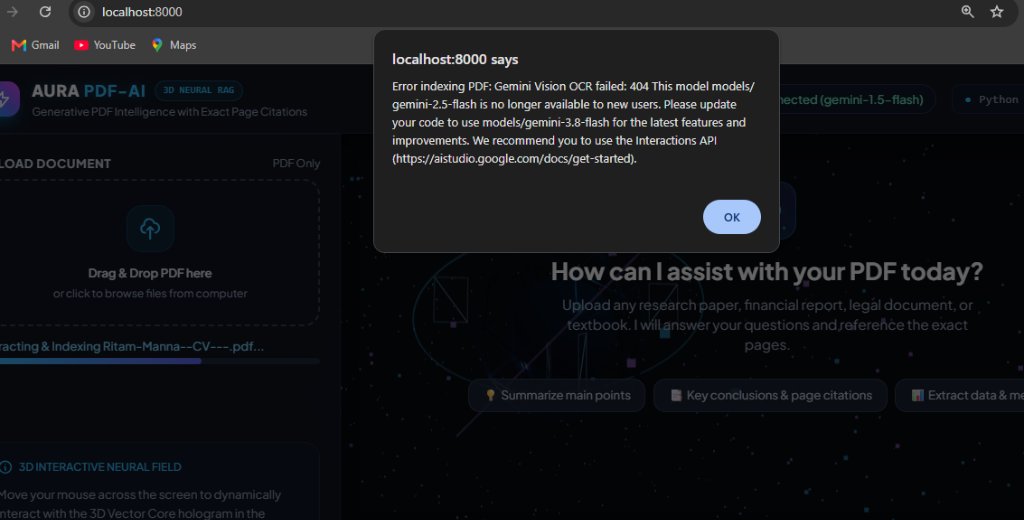 localhost:8000
Gmail
YouTube
Maps
localhost:8000 says
Error indexing PDF: Gemini Vision OCR failed: 404 This model models/
gemini-2.5-flash is no longer available to new users. Please update
your code to use models/gemini-3.8-flash for the latest features and
improvements. We recommend you to use the Interactions API
(https://aistudio.google.com/docs/get-started).
OK
AURA PDF-AI
3D NEURAL RAG
Generative PDF Intelligence with Exact Page Citations
nected (gemini-1.5-flash)
Python
LOAD DOCUMENT
PDF Only
Drag & Drop PDF here
or click to browse files from computer
racting & Indexing Ritam-Manna--CV---.pdf...
How can I assist with your PDF today?
Upload any research paper, financial report, legal document, or
textbook. I will answer your questions and reference the exact
pages.
Summarize main points
Key conclusions & page citations
Extract data & me
3D INTERACTIVE NEURAL FIELD
Move your mouse across the screen to dynamically
interact with the 3D Vector Core hologram in the